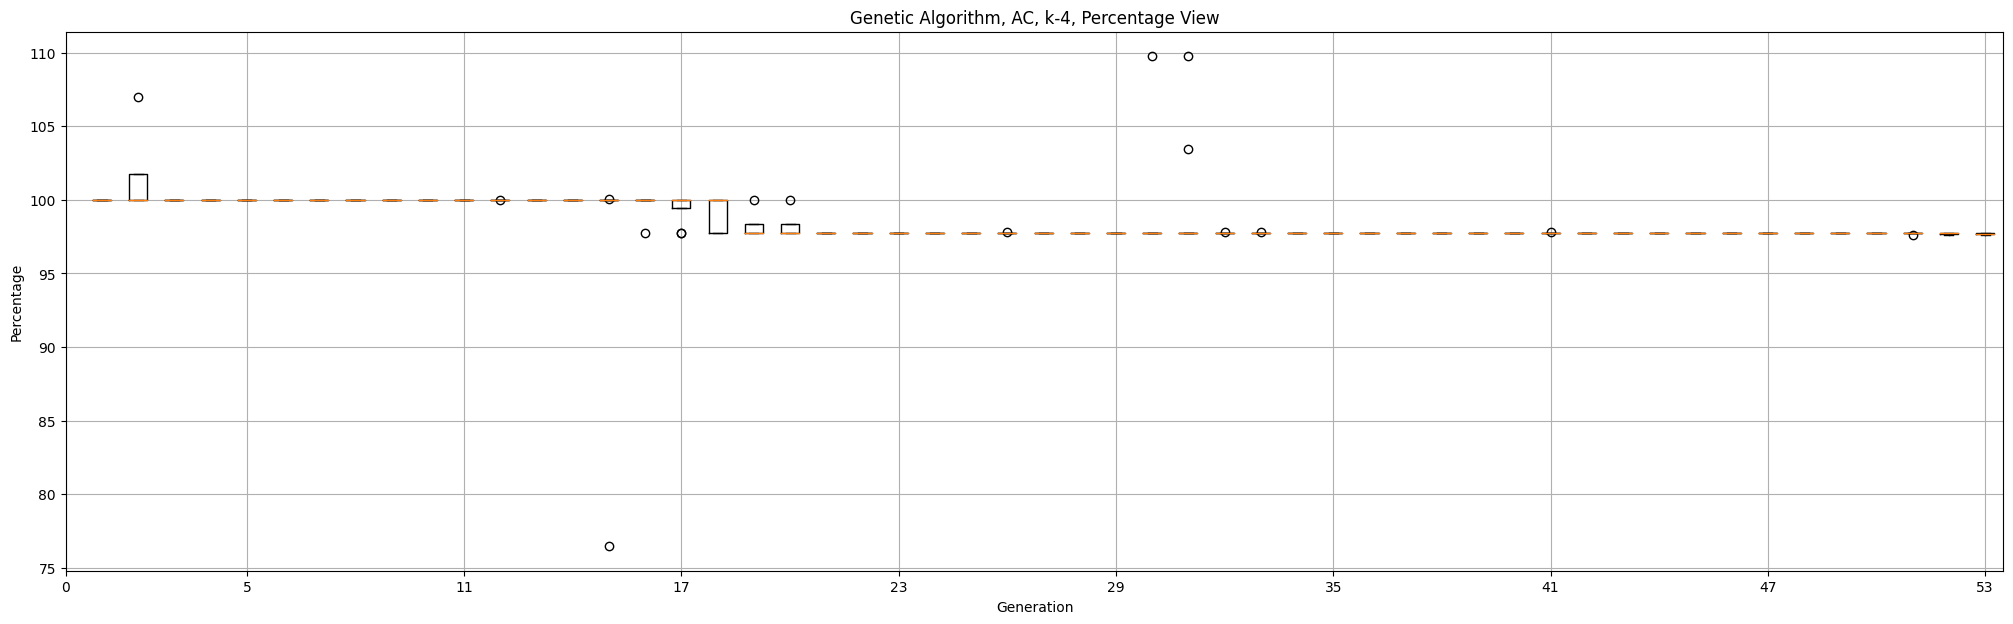 Genetic Algorithm, AC, k-4, Percentage View
110
105
100
95
90
85
80
75
Percentage
0 5 11 17 23 29 35 41 47 53
Generation